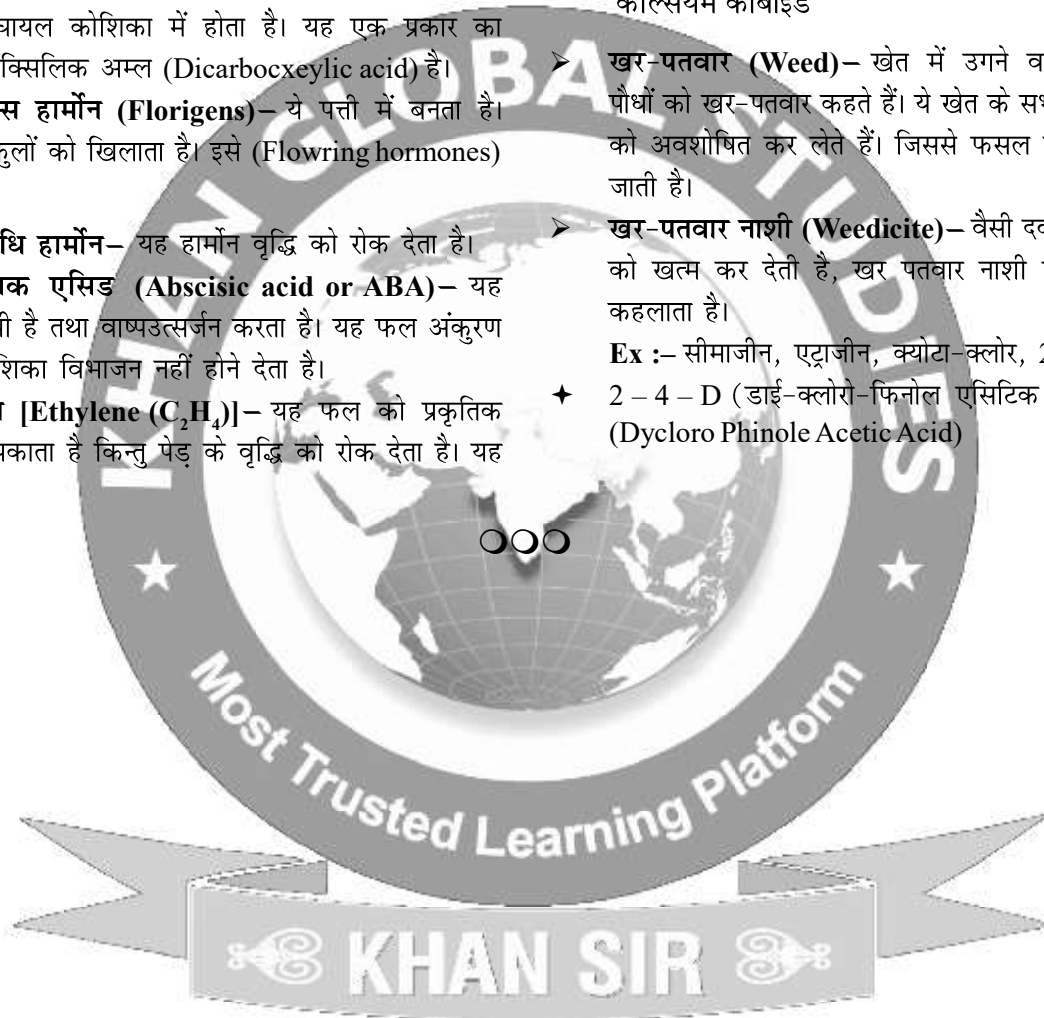 घायल कोशिका में होता है। यह एक प्रकार का
क्सिलिक अम्ल (Dicarbocxeylic acid) है।
हार्मोन (Florigens)– ये पत्ती में बनता है।
को खिलाता है। इसे (Flowring hormones)
हार्मोन– यह हार्मोन वृद्धि को रोक देता है।
एसिड (Abscisic acid or ABA)– यह
है तथा वाष्पउत्सर्जन करता है। यह फल अंकुरण
विभाजन नहीं होने देता है।
[Ethylene (C₂H₄)]– यह फल को प्रकृतिक
है किन्तु पेड़ के वृद्धि को रोक देता है। यह
कैल्सियम कार्बाइड
➢ खर-पतवार (Weed)– खेत में उगने
पौधों को खर-पतवार कहते हैं। ये खेत के
को अवशोषित कर लेते हैं। जिससे फसल
जाती है।
➢ खर-पतवार नाशी (Weedicite)– वैसी
को खत्म कर देती है, खर पतवार नाशी
कहलाता है।
Ex :– सीमाजीन, एट्राजीन, क्योटा-क्लोर, 2
✦ 2 – 4 – D (डाई-क्लोरो-फिनोल एसिटिक
(Dycloro Phinole Acetic Acid)
❍❍❍
KHAN GLOBAL STUDIES
Most Trusted Learning Platform
KHAN SIR